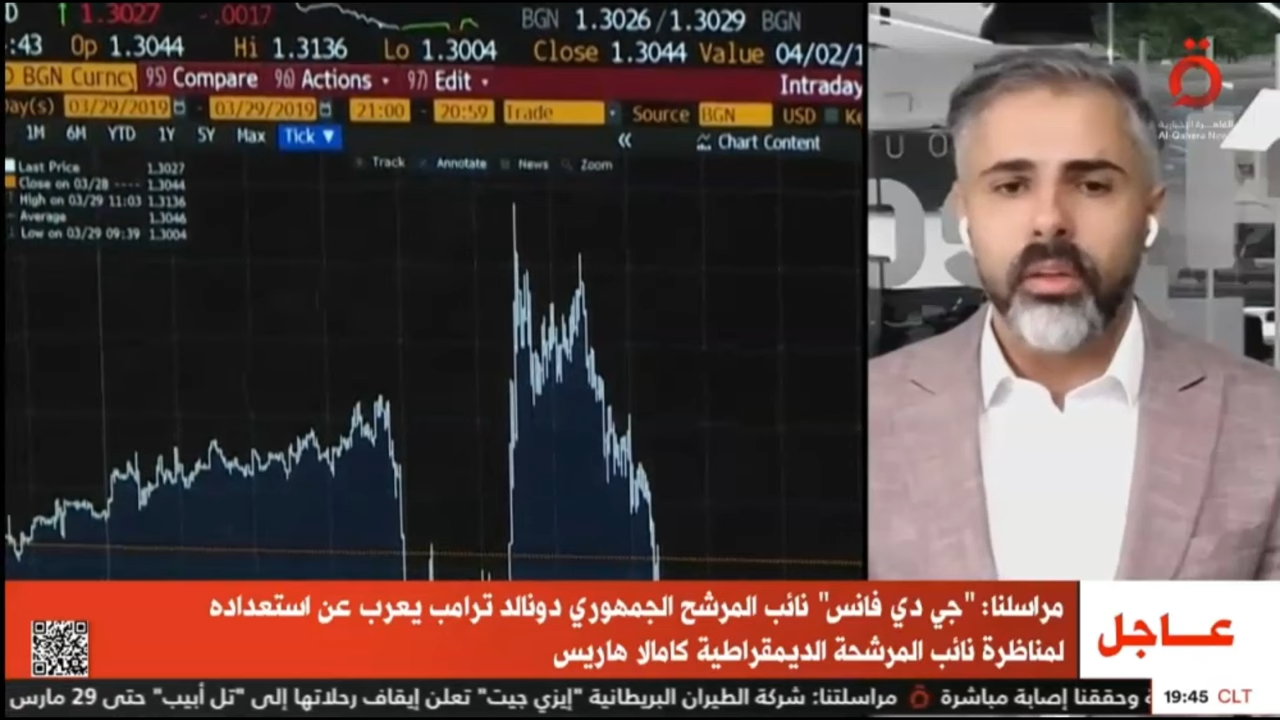 1.3027 -.0017 BGN 1.3026/1.3029 BGN
:43 Op 1.3044 Hi 1.3136 Lo 1.3004 Close 1.3044 Value 04/02/1
BGN Curncy 95) Compare 96) Actions 97) Edit Intraday
Day(s) 03/29/2019 - 03/29/2019 21:00 - 20:59 Trade Source BGN USD
1M 6M YTD 1Y 5Y Max Tick ▼ « Chart Content
Track Annotate News Zoom
Last Price 1.3027
Close on 03/28 ---- 1.3044
High on 03/29 11:03 1.3136
Average 1.3046
Low on 03/29 09:39 1.3004
القاهرة الإخبارية
Al-Qahera News
عاجل
مراسلنا: "جي دي فانس" نائب المرشح الجمهوري دونالد ترامب يعرب عن استعداده
لمناظرة نائب المرشحة الديمقراطية كامالا هاريس
وحققنا إصابة مباشرة مراسلتنا: شركة الطيران البريطانية "إيزي جيت" تعلن إيقاف رحلاتها إلى "تل أبيب" حتى 29 مارس
19:45 CLT